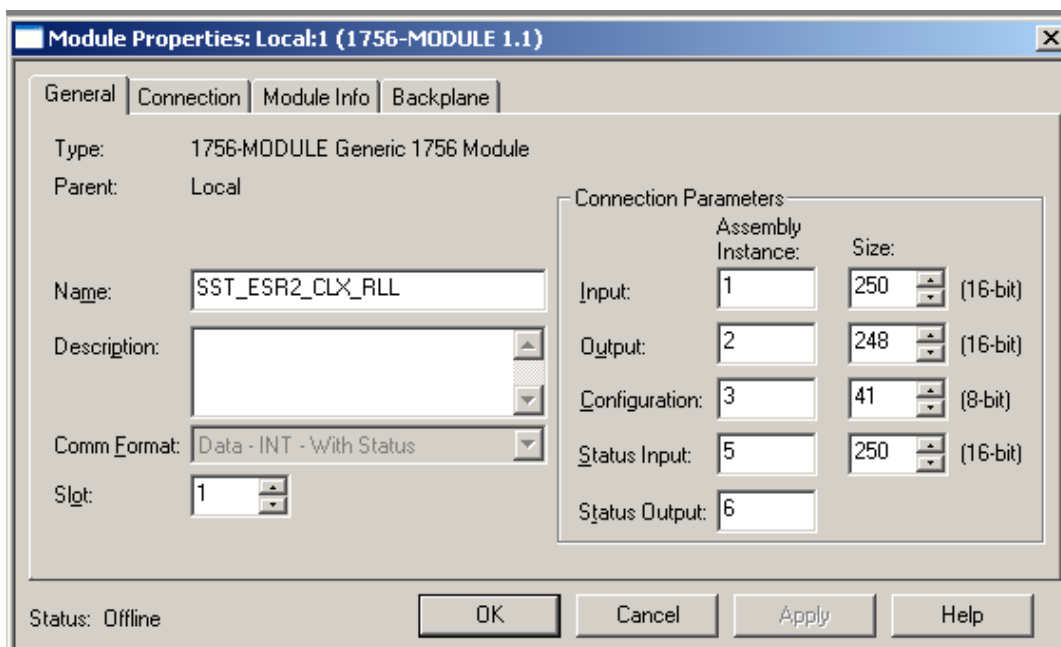 Module Properties: Local:1 (1756-MODULE 1.1)
General Connection Module Info Backplane
Type: 1756-MODULE Generic 1756 Module
Parent: Local
Connection Parameters
Assembly
Instance: Size:
Name: SST_ESR2_CLX_RLL
Input: 1 250 (16-bit)
Description:
Output: 2 248 (16-bit)
Configuration: 3 41 (8-bit)
Comm Format: Data - INT - With Status
Status Input: 5 250 (16-bit)
Slot: 1
Status Output: 6
Status: Offline
OK Cancel Apply Help